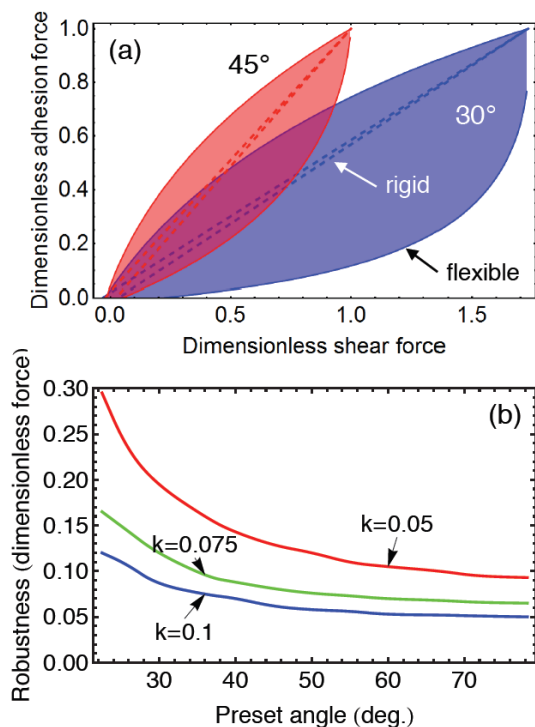 (a)
45°
30°
rigid
flexible
Dimensionless adhesion force
1.0
0.8
0.6
0.4
0.2
0.0
0.0 0.5 1.0 1.5
Dimensionless shear force
(b)
k=0.05
k=0.075
k=0.1
Robustness (dimensionless force)
0.30
0.25
0.20
0.15
0.10
0.05
0.00
30 40 50 60 70
Preset angle (deg.)